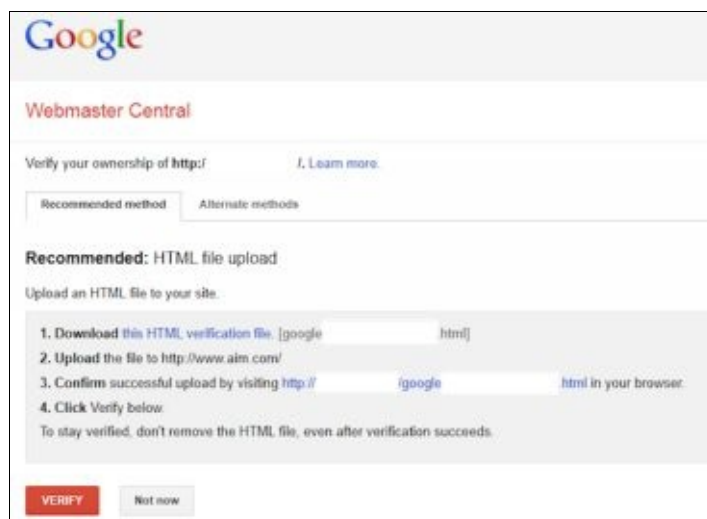 Google
Webmaster Central
Verify your ownership of http:/ /. Learn more.
Recommended method Alternate methods
Recommended: HTML file upload
Upload an HTML file to your site.
1. Download this HTML verification file. [google .html]
2. Upload the file to http://www.aim.com/
3. Confirm successful upload by visiting http:// /google .html in your browser.
4. Click Verify below.
To stay verified, don't remove the HTML file, even after verification succeeds.
VERIFY Not now